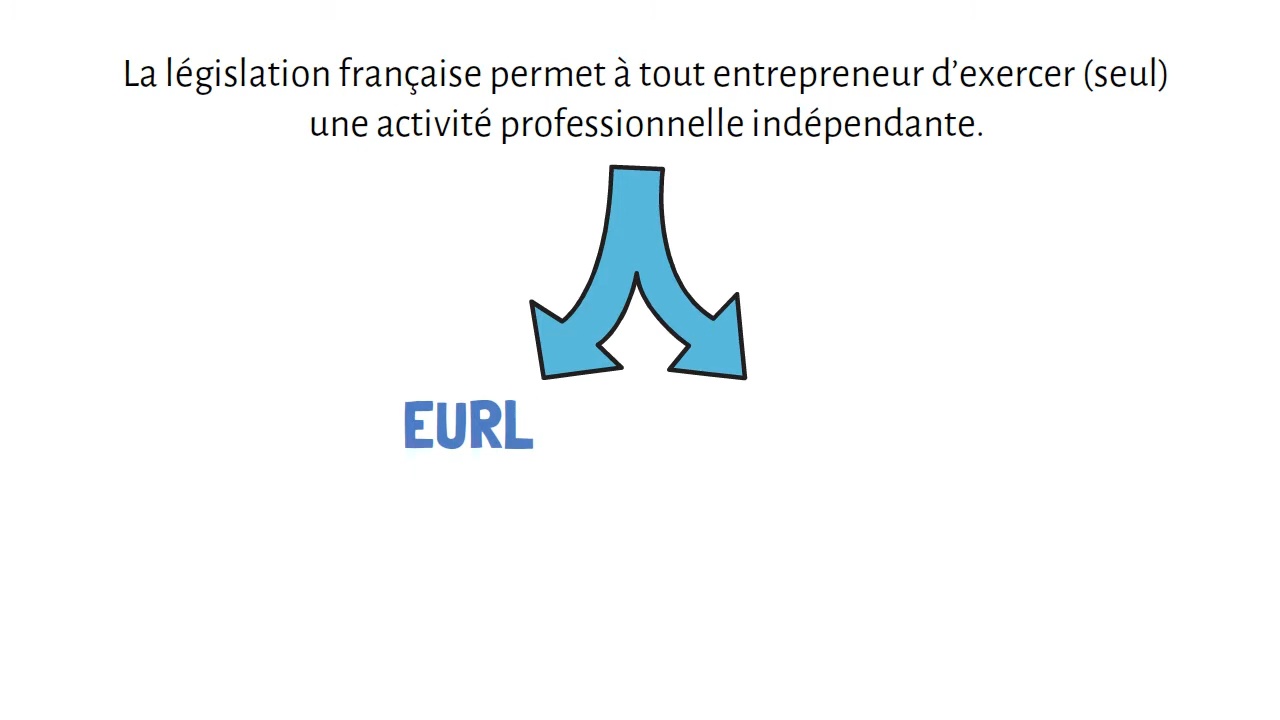 La législation française permet à tout entrepreneur d’exercer (seul)
une activité professionnelle indépendante.
EURL